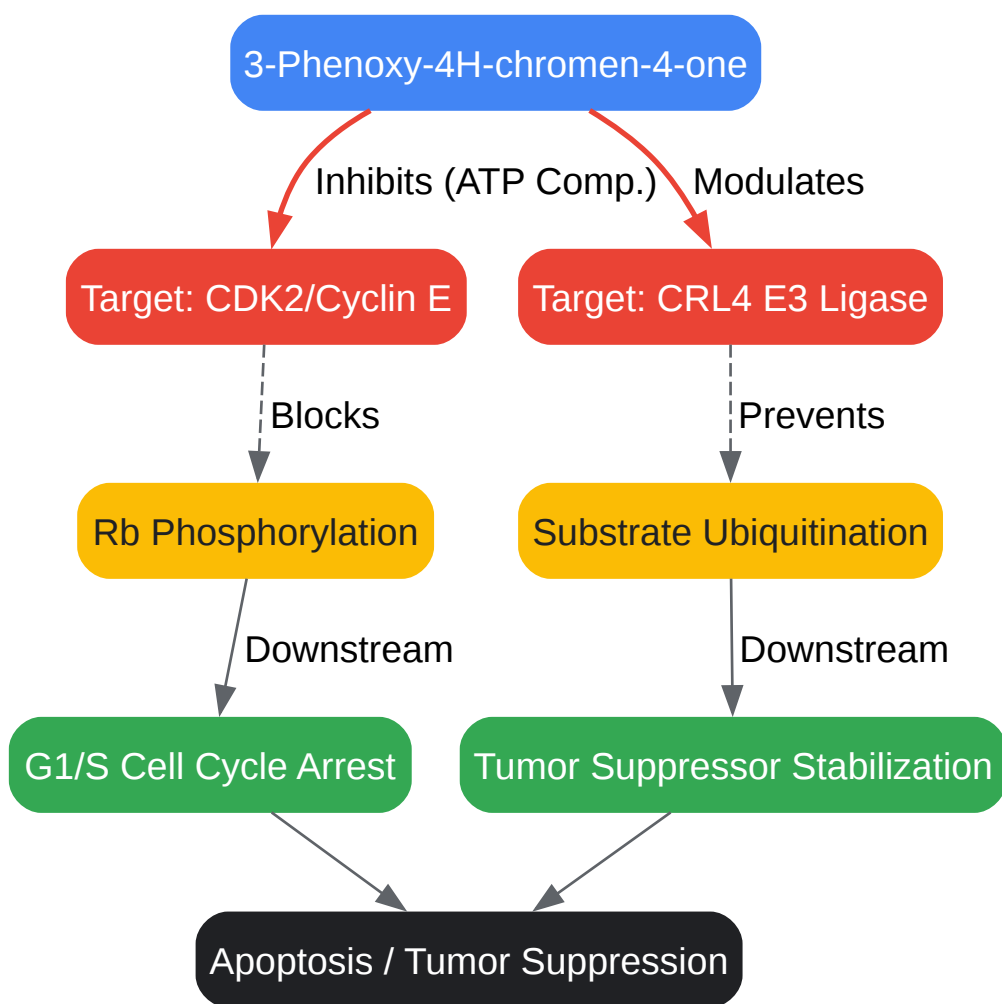 3-Phenoxy-4H-chromen-4-one
Inhibits (ATP Comp.)
Modulates
Target: CDK2/Cyclin E
Target: CRL4 E3 Ligase
Blocks
Prevents
Rb Phosphorylation
Substrate Ubiquitination
Downstream
Downstream
G1/S Cell Cycle Arrest
Tumor Suppressor Stabilization
Apoptosis / Tumor Suppression